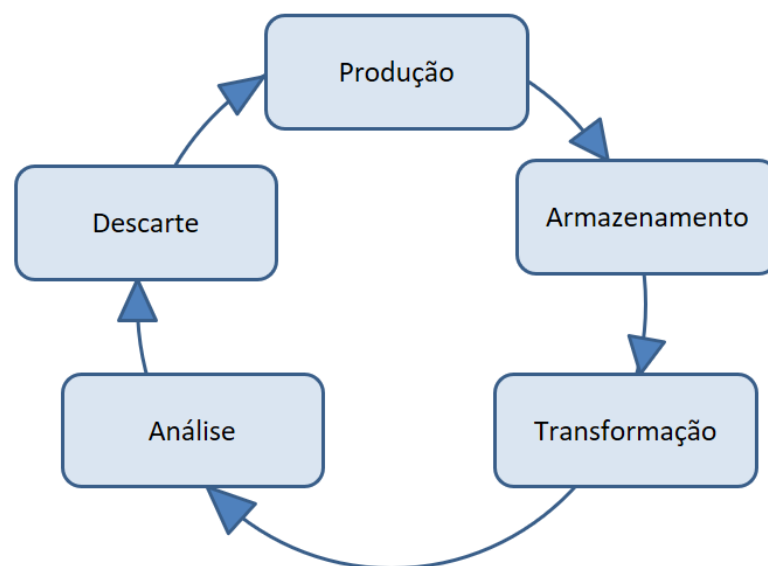 Produção
Armazenamento
Transformação
Análise
Descarte